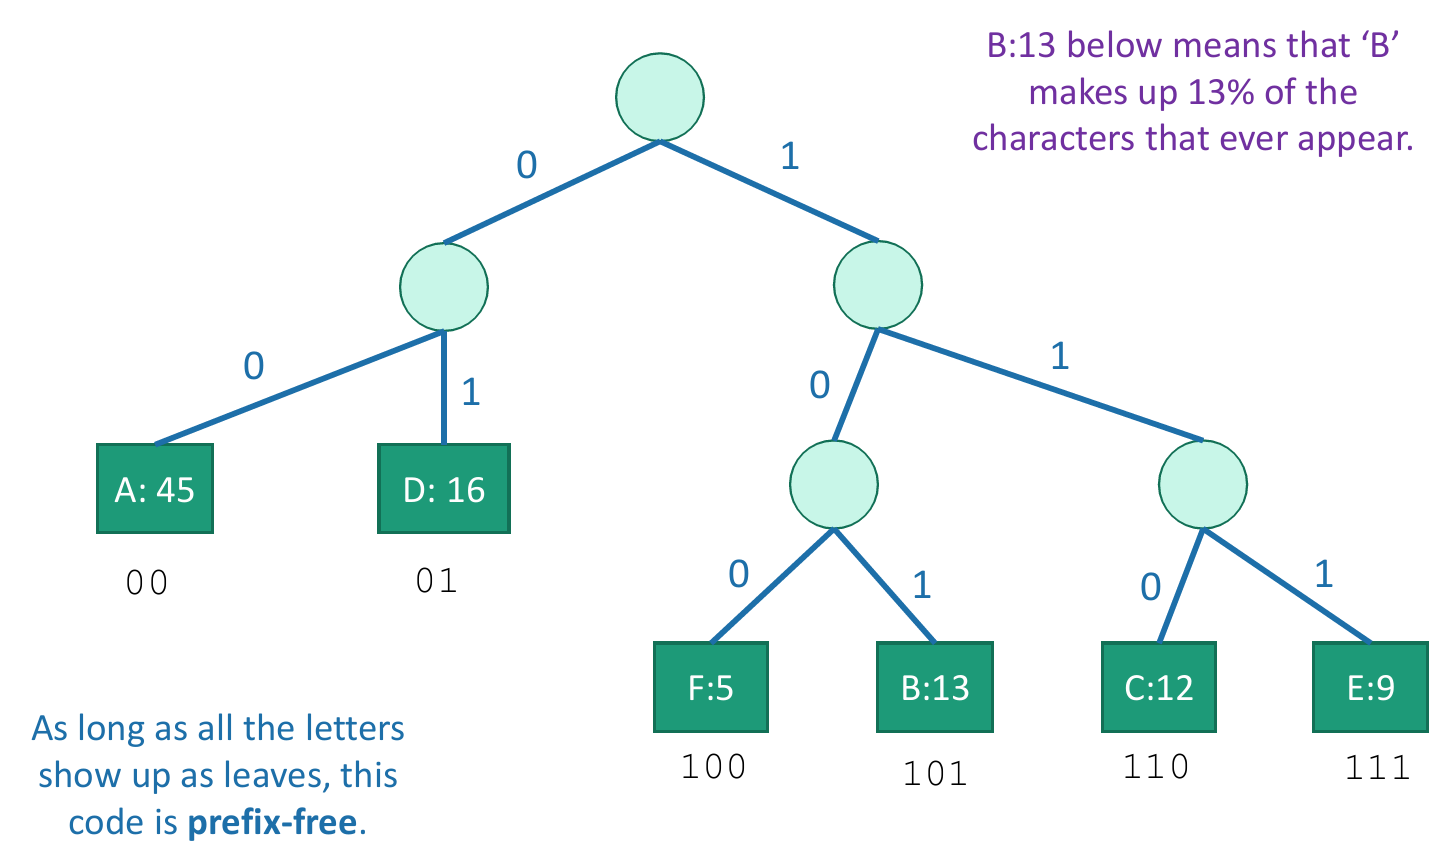 B:13 below means that ‘B’
makes up 13% of the
characters that ever appear.
0
1
0
1
0
1
A: 45
D: 16
00
01
0
1
0
1
F:5
B:13
C:12
E:9
100
101
110
111
As long as all the letters
show up as leaves, this
code is prefix-free.